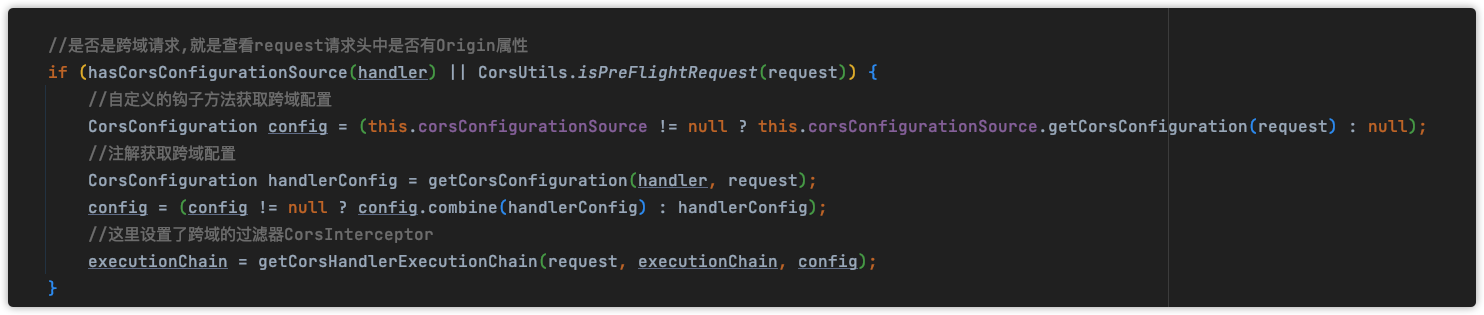 //是否是跨域请求,就是查看request请求头中是否有Origin属性
if (hasCorsConfigurationSource(handler) || CorsUtils.isPreFlightRequest(request)) {
//自定义的钩子方法获取跨域配置
CorsConfiguration config = (this.corsConfigurationSource != null ? this.corsConfigurationSource.getCorsConfiguration(request) : null);
//注解获取跨域配置
CorsConfiguration handlerConfig = getCorsConfiguration(handler, request);
config = (config != null ? config.combine(handlerConfig) : handlerConfig);
//这里设置了跨域的过滤器CorsInterceptor
executionChain = getCorsHandlerExecutionChain(request, executionChain, config);
}